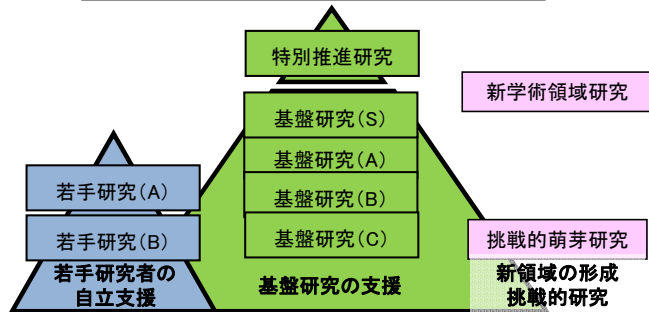 特別推進研究
新学術領域研究
基盤研究(S)
基盤研究(A)
若手研究(A)
基盤研究(B)
若手研究(B)
基盤研究(C)
挑戦的萌芽研究
若手研究者の
自立支援
基盤研究の支援
新領域の形成
挑戦的研究